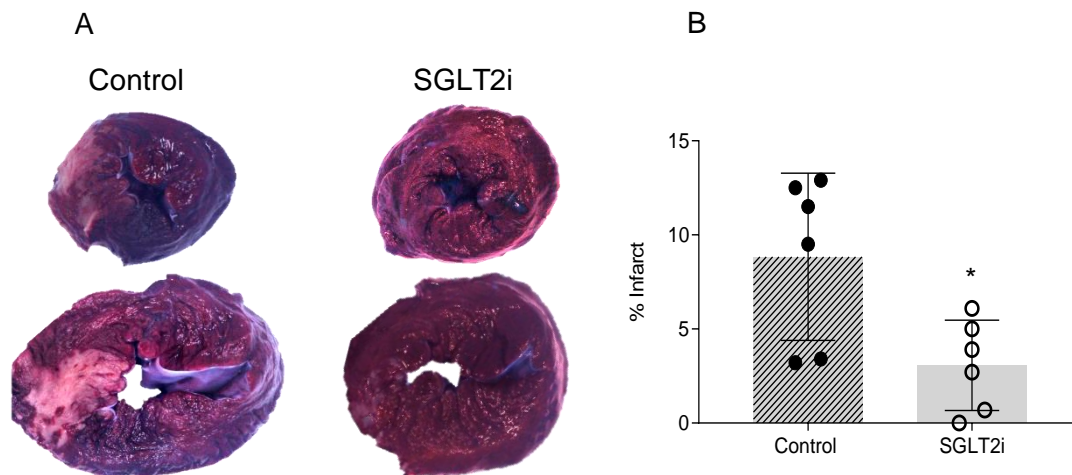 A
Control
SGLT2i
B
% Infarct
15
10
5
0
*
Control
SGLT2i